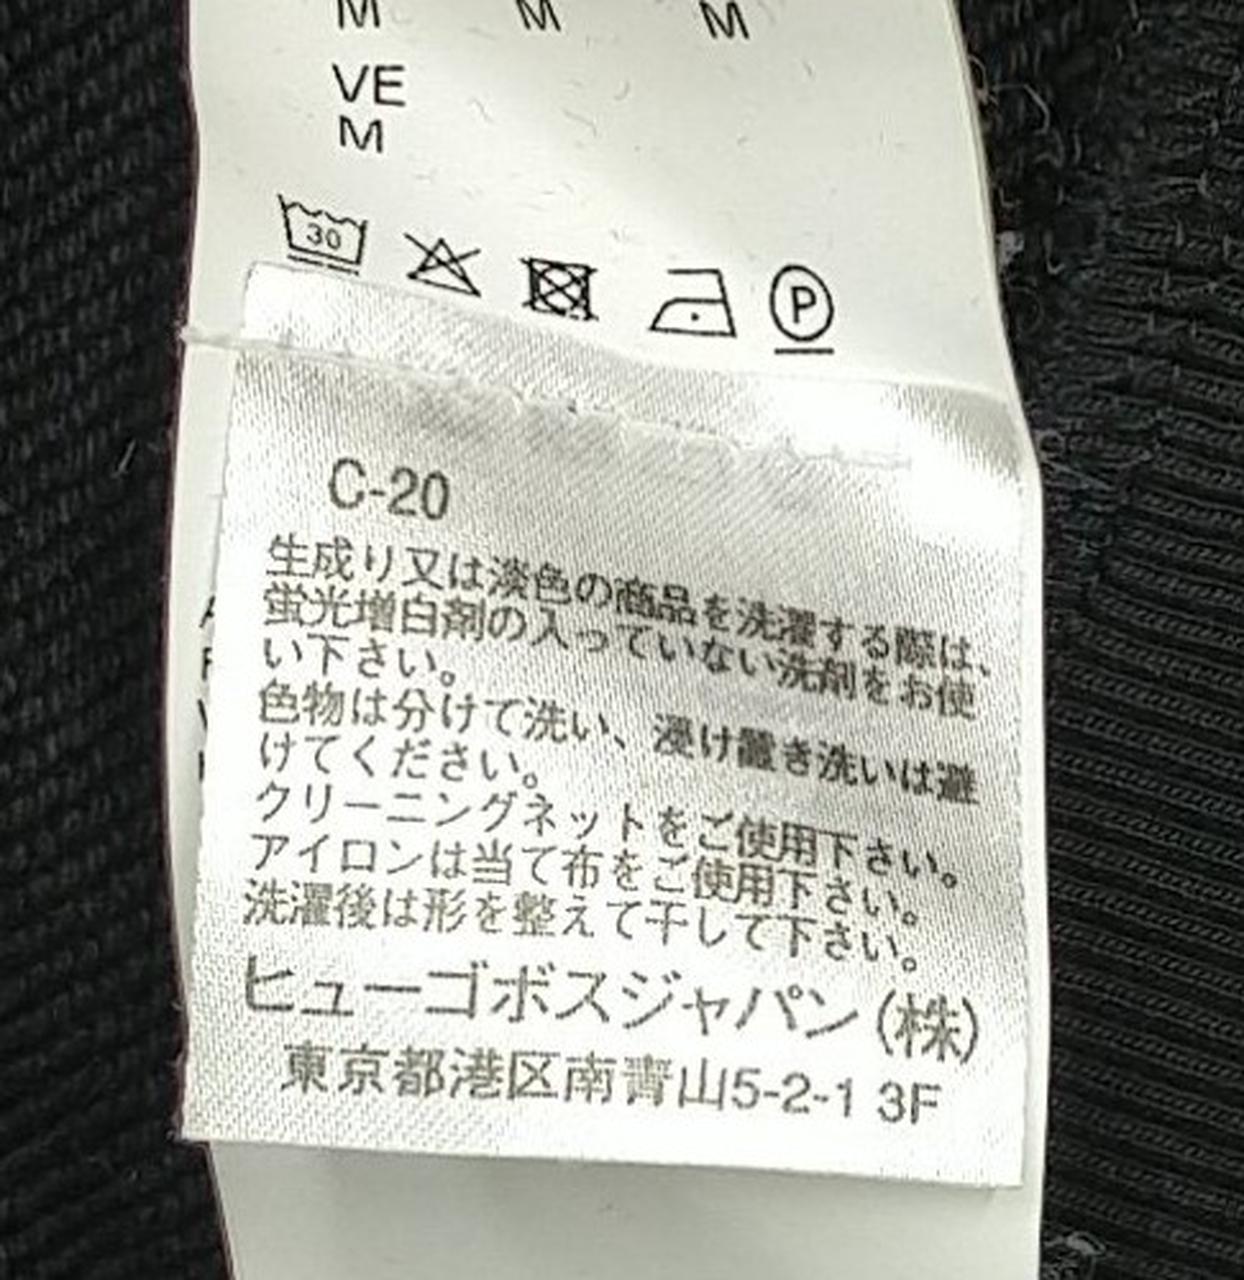 M M M
VE
M
30
P
C-20
生成り又は淡色の商品を洗濯する際は、
蛍光増白剤の入っていない洗剤をお使
い下さい。
色物は分けて洗い、浸け置き洗いは避
けてください。
クリーニングネットをご使用下さい。
アイロンは当て布をご使用下さい。
洗濯後は形を整えて干して下さい。
ヒューゴボスジャパン(株)
東京都港区南青山5-2-1 3F